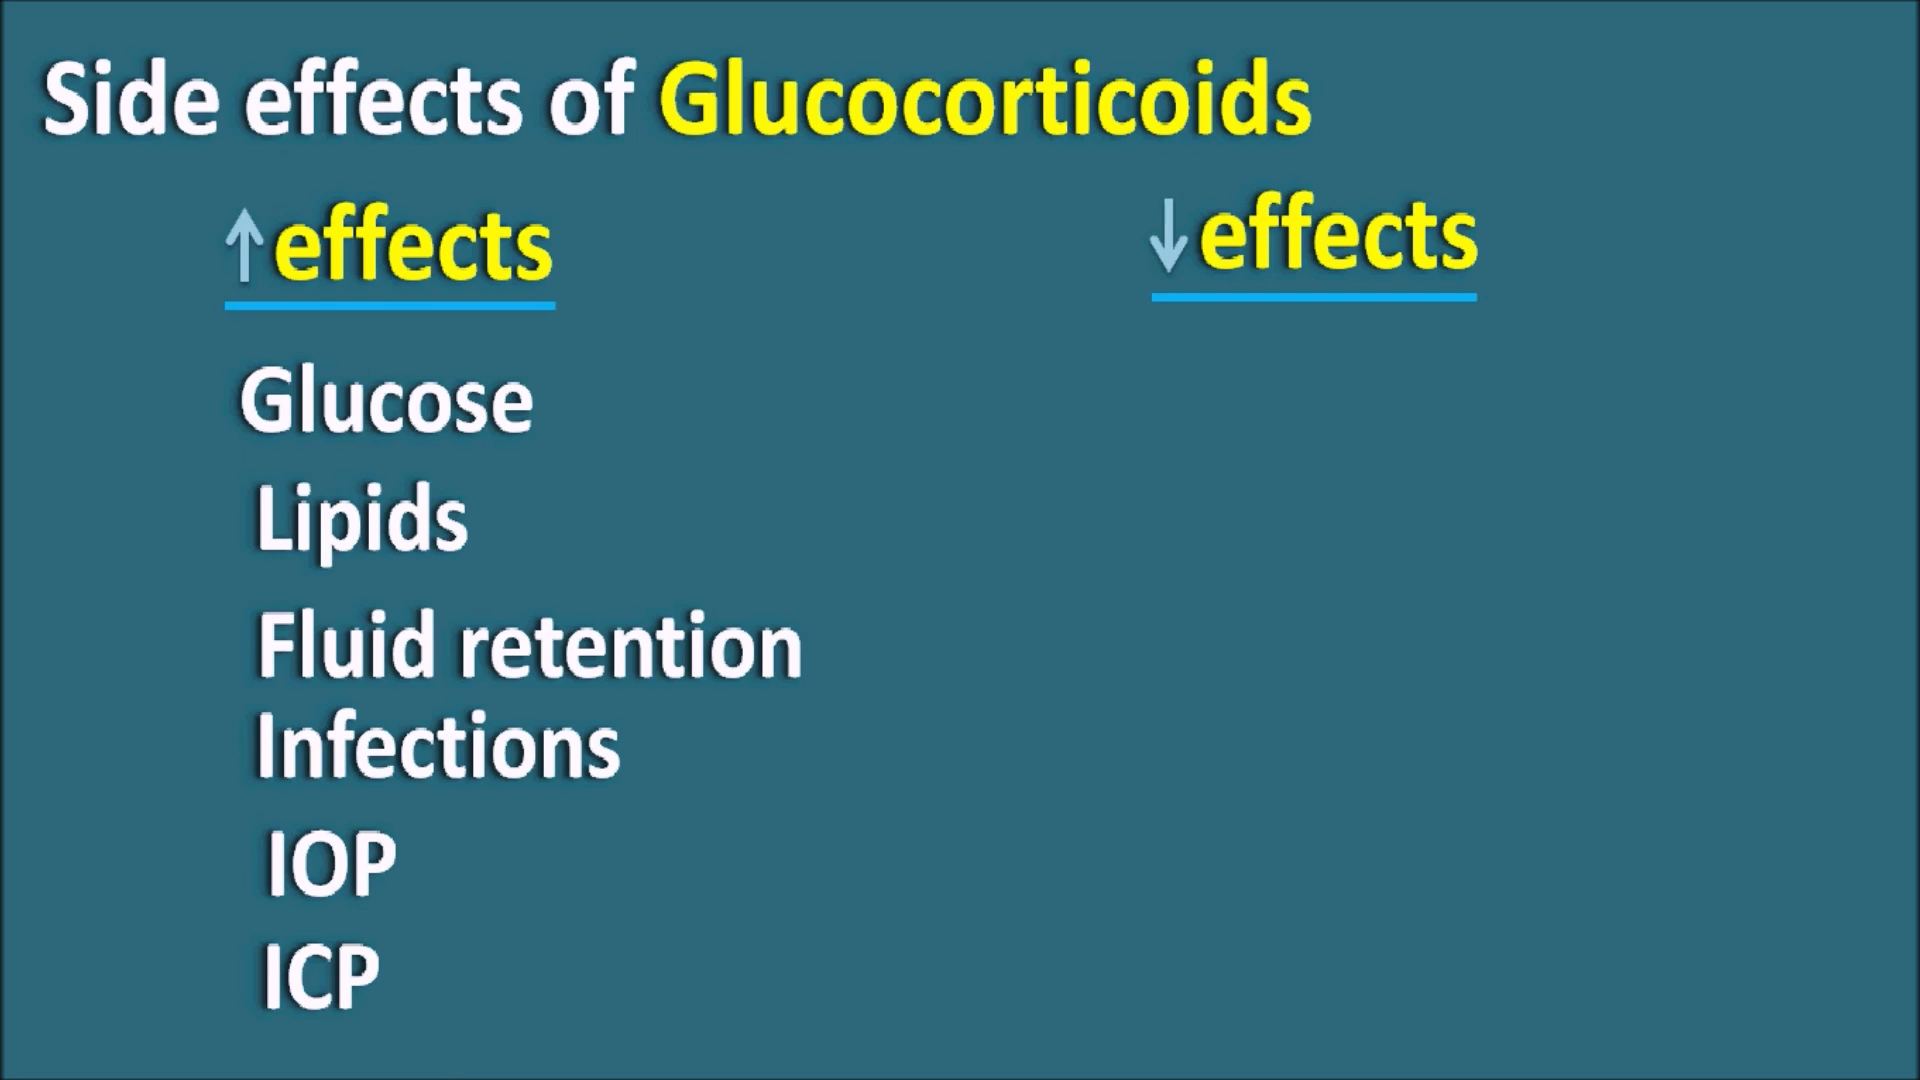 Side effects of Glucocorticoids
↑effects
↓effects
Glucose
Lipids
Fluid retention
Infections
IOP
ICP